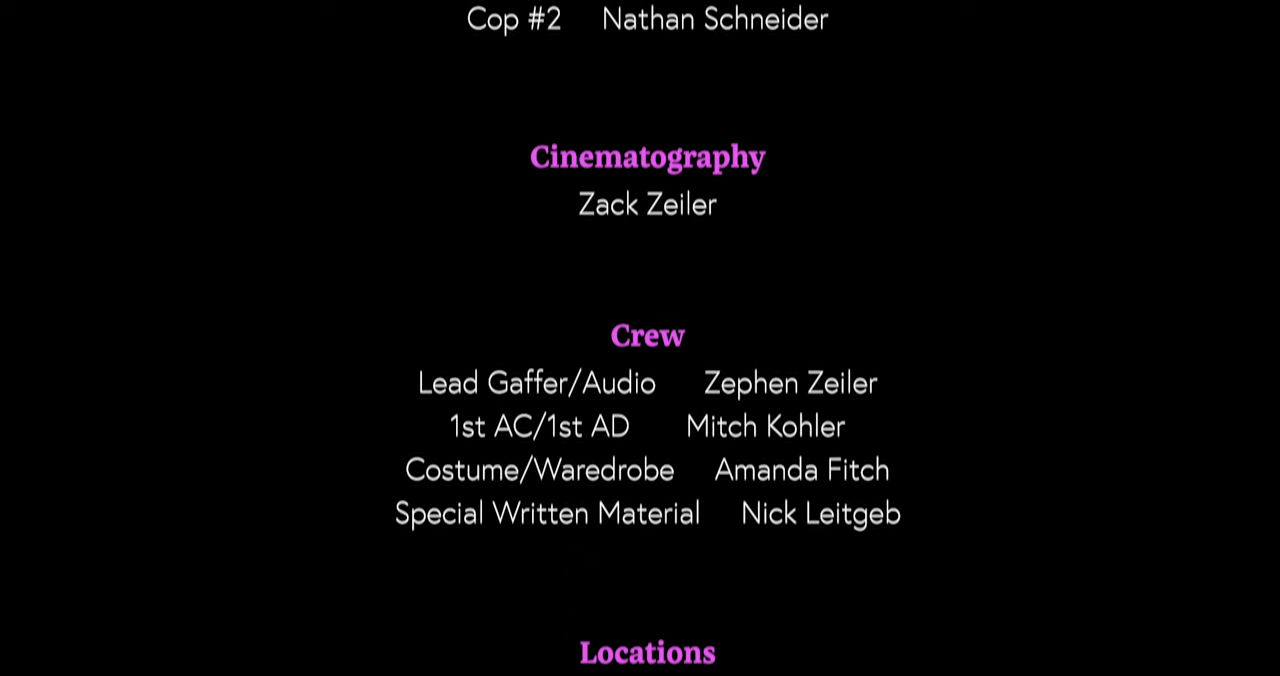 Cop #2 Nathan Schneider
Cinematography
Zack Zeiler
Crew
Lead Gaffer/Audio Zephen Zeiler
1st AC/1st AD Mitch Kohler
Costume/Waredrobe Amanda Fitch
Special Written Material Nick Leitgeb
Locations